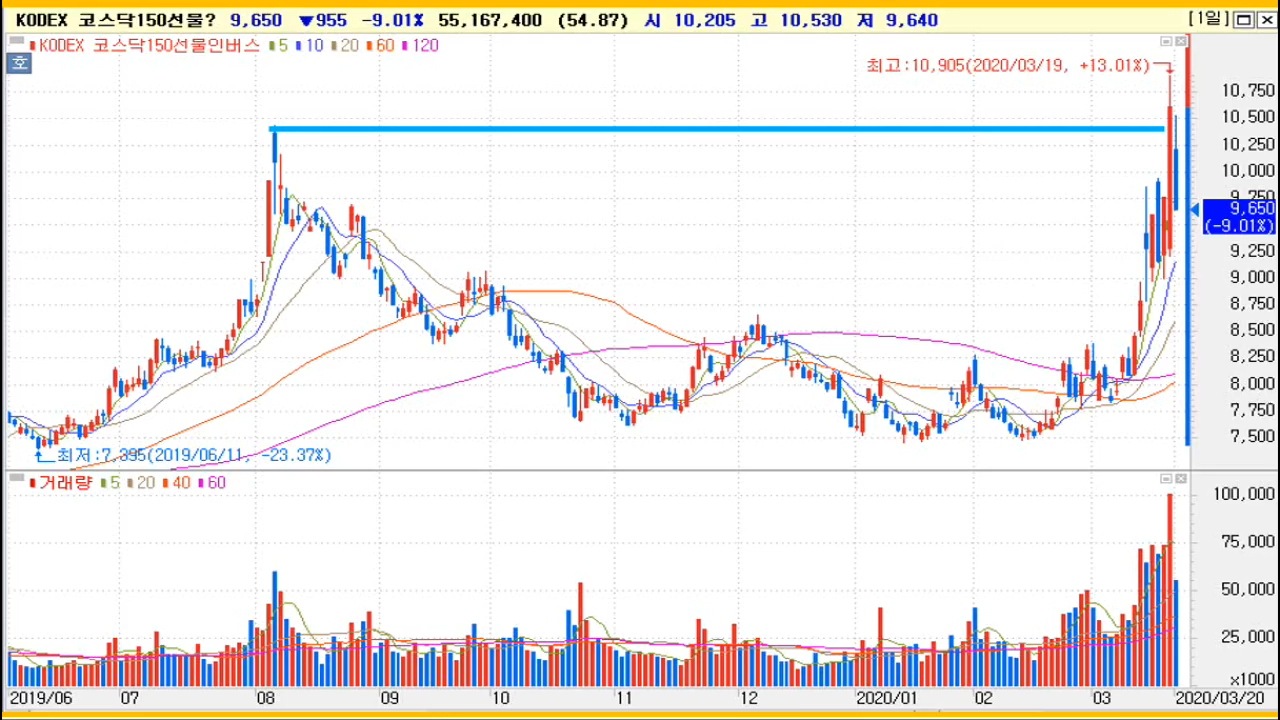 KODEX 코스닥150선물? 9,650 ▼955 -9.01% 55,167,400 (54.87) 시 10,205 고 10,530 저 9,640 [1일]
KODEX 코스닥150선물인버스 5 10 20 60 120
호
최고:10,905(2020/03/19, +13.01%)
10,750
10,500
10,250
10,000
9,750
9,650
(-9.01%)
9,250
9,000
8,750
8,500
8,250
8,000
7,750
7,500
최저:7,395(2019/06/11, -23.37%)
거래량 5 20 40 60
100,000
75,000
50,000
25,000
x1000
2019/06 07 08 09 10 11 12 2020/01 02 03 2020/03/20